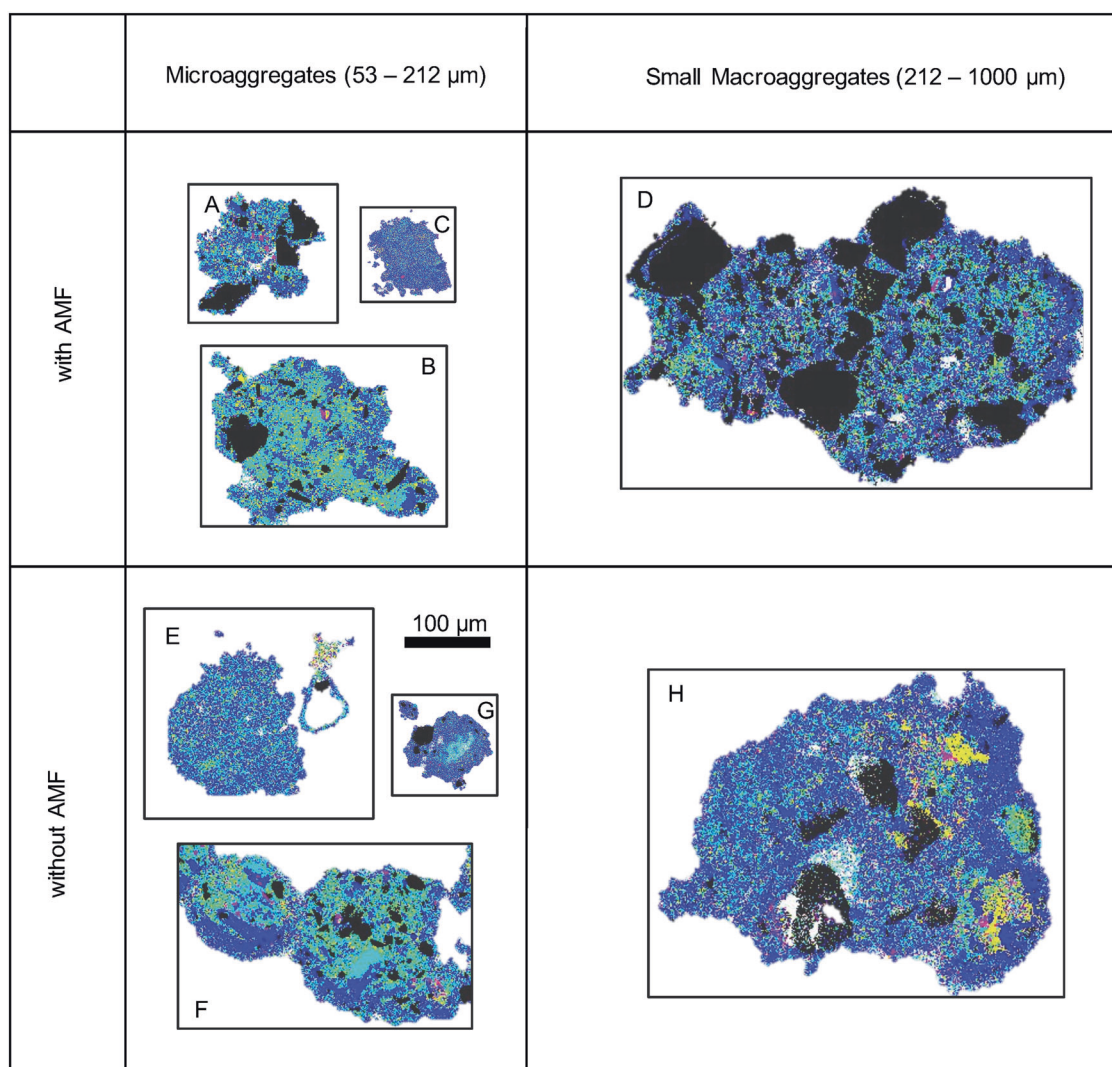 Microaggregates (53 – 212 µm)
Small Macroaggregates (212 – 1000 µm)
with AMF
A
C
B
D
without AMF
E
100 µm
G
F
H